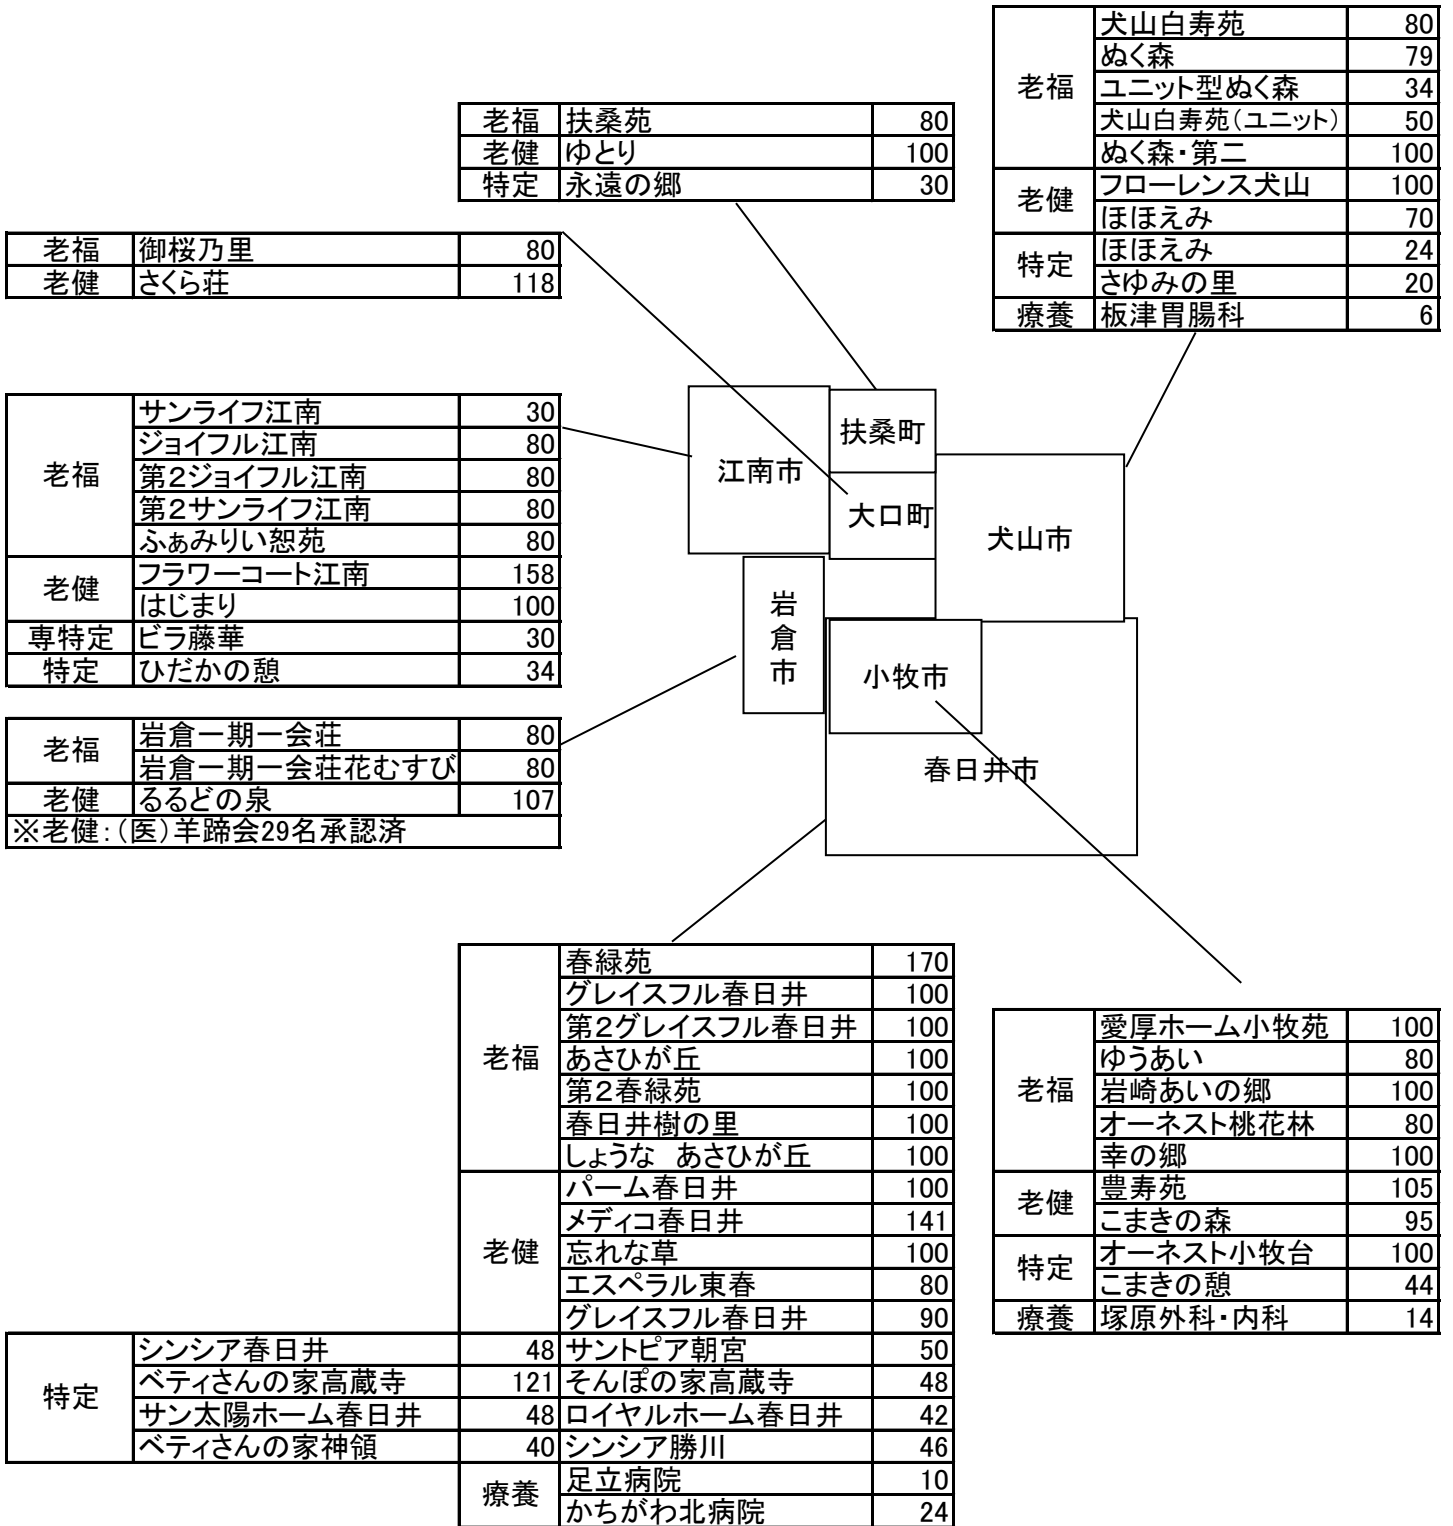 老福 犬山白寿苑 80
ぬく森 79
ユニット型ぬく森 34
犬山白寿苑(ユニット) 50
ぬく森・第二 100
老健 フローレンス犬山 100
ほほえみ 70
特定 ほほえみ 24
さゆみの里 20
療養 板津胃腸科 6
老福 扶桑苑 80
老健 ゆとり 100
特定 永遠の郷 30
老福 御桜乃里 80
老健 さくら荘 118
老福 サンライフ江南 30
ジョイフル江南 80
第2ジョイフル江南 80
第2サンライフ江南 80
ふぁみりい恕苑 80
老健 フラワーコート江南 158
はじまり 100
専特定 ビラ藤華 30
特定 ひだかの憩 34
扶桑町
江南市
大口町
犬山市
岩倉市
小牧市
春日井市
老福 岩倉一期一会荘 80
岩倉一期一会荘花むすび 80
老健 るるどの泉 107
※老健:(医)羊蹄会29名承認済
老福 春緑苑 170
グレイスフル春日井 100
第2グレイスフル春日井 100
あさひが丘 100
第2春緑苑 100
春日井樹の里 100
しょうな あさひが丘 100
老健 パーム春日井 100
メディコ春日井 141
忘れな草 100
エスペラル東春 80
グレイスフル春日井 90
特定 シンシア春日井 48 サントピア朝宮 50
ベティさんの家高蔵寺 121 そんぽの家高蔵寺 48
サン太陽ホーム春日井 48 ロイヤルホーム春日井 42
ベティさんの家神領 40 シンシア勝川 46
療養 足立病院 10
かちがわ北病院 24
老福 愛厚ホーム小牧苑 100
ゆうあい 80
岩崎あいの郷 100
オーネスト桃花林 80
幸の郷 100
老健 豊寿苑 105
こまきの森 95
特定 オーネスト小牧台 100
こまきの憩 44
療養 塚原外科・内科 14